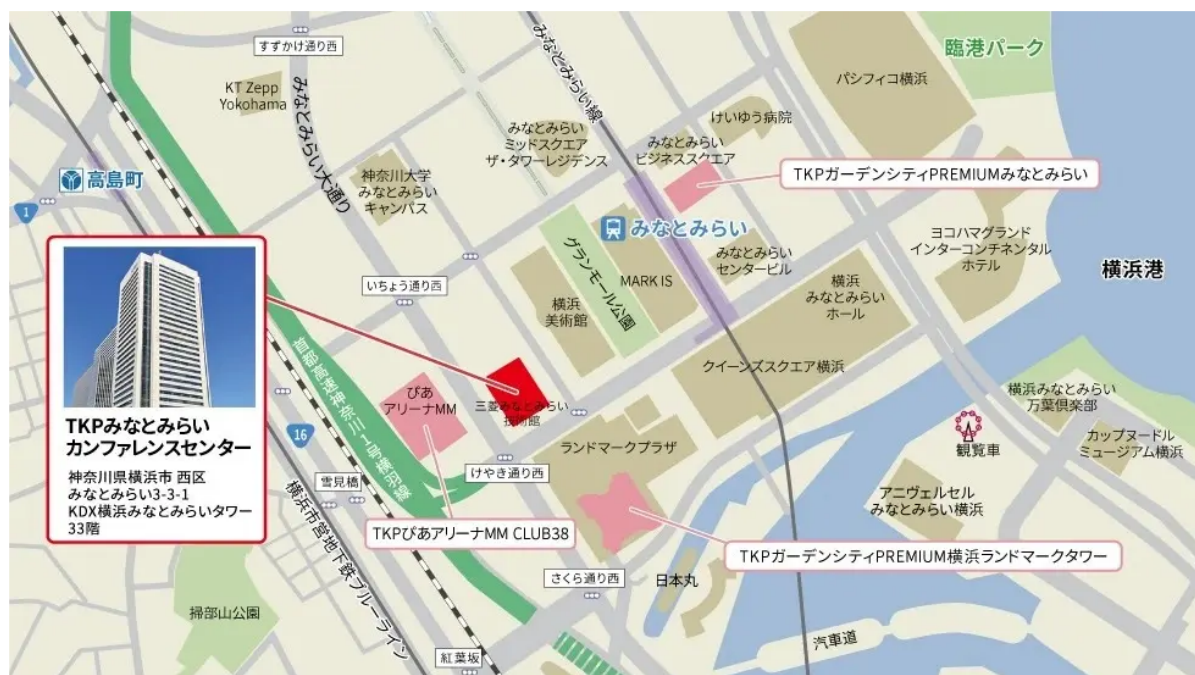 すずかけ通り西
みなとみらい線
臨港パーク
パシフィコ横浜
KT Zepp
Yokohama
みなとみらい大通り
みなとみらい
ミッドスクエア
ザ・タワーレジデンス
けいゆう病院
みなとみらい
ビジネススクエア
TKPガーデンシティPREMIUMみなとみらい
高島町
神奈川大学
みなとみらい
キャンパス
1
みなとみらい
ヨコハマグランド
インターコンチネンタル
ホテル
横浜港
グランモール公園
MARK IS
みなとみらい
センタービル
いちょう通り西
横浜
美術館
横浜
みなとみらい
ホール
クイーンズスクエア横浜
首都高速神奈川1号横羽線
ぴあ
アリーナMM
三菱みなとみらい
技術館
横浜みなとみらい
万葉倶楽部
TKPみなとみらい
カンファレンスセンター
神奈川県横浜市 西区
みなとみらい3-3-1
KDX横浜みなとみらいタワー
33階
16
ランドマークプラザ
観覧車
カップヌードル
ミュージアム横浜
けやき通り西
雪見橋
アニヴェルセル
みなとみらい横浜
横浜市営地下鉄ブルーライン
TKPぴあアリーナMM CLUB38
TKPガーデンシティPREMIUM横浜ランドマークタワー
さくら通り西
日本丸
掃部山公園
汽車道
紅葉坂